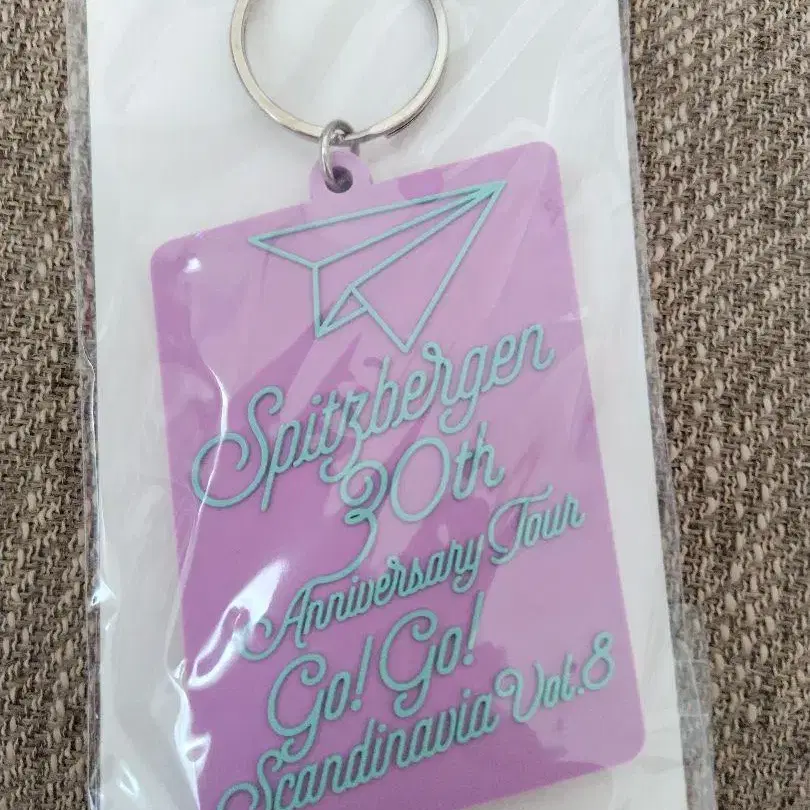 Spitzbergen
30th
Anniversary Tour
Go! Go!
Scandinavia Vol.8